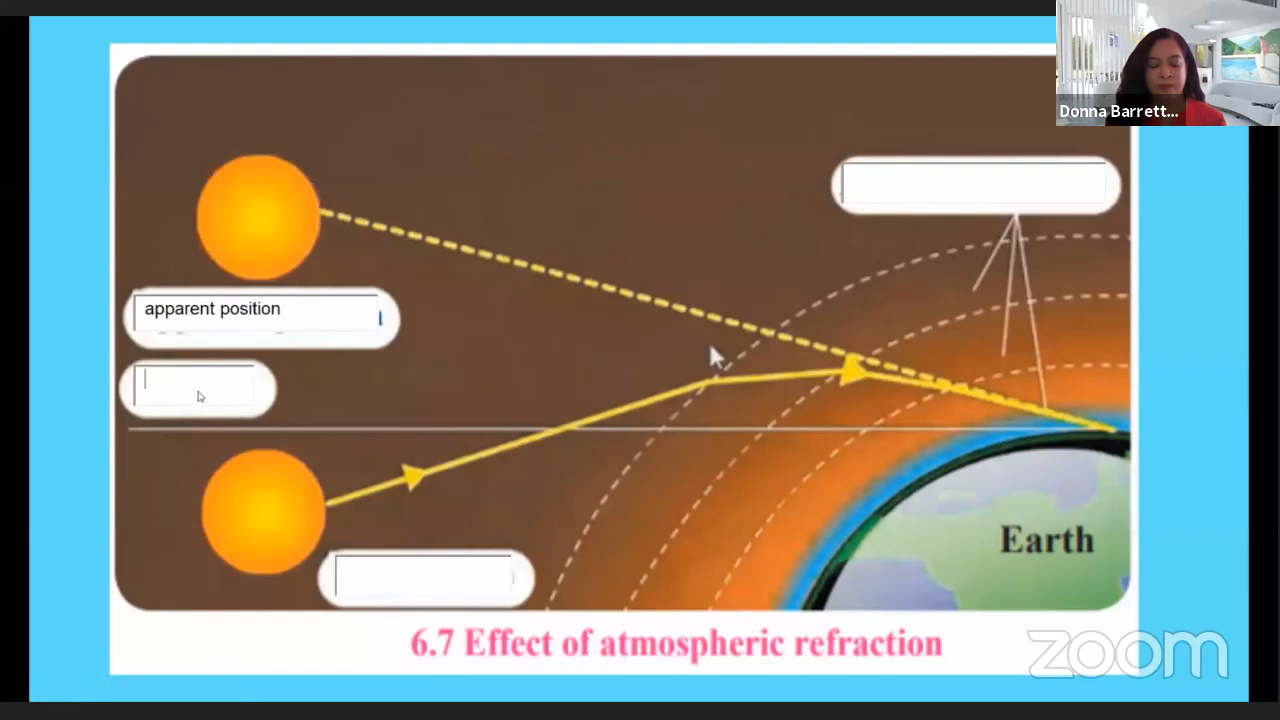 Donna Barrett...
apparent position
Earth
6.7 Effect of atmospheric refraction
zoom